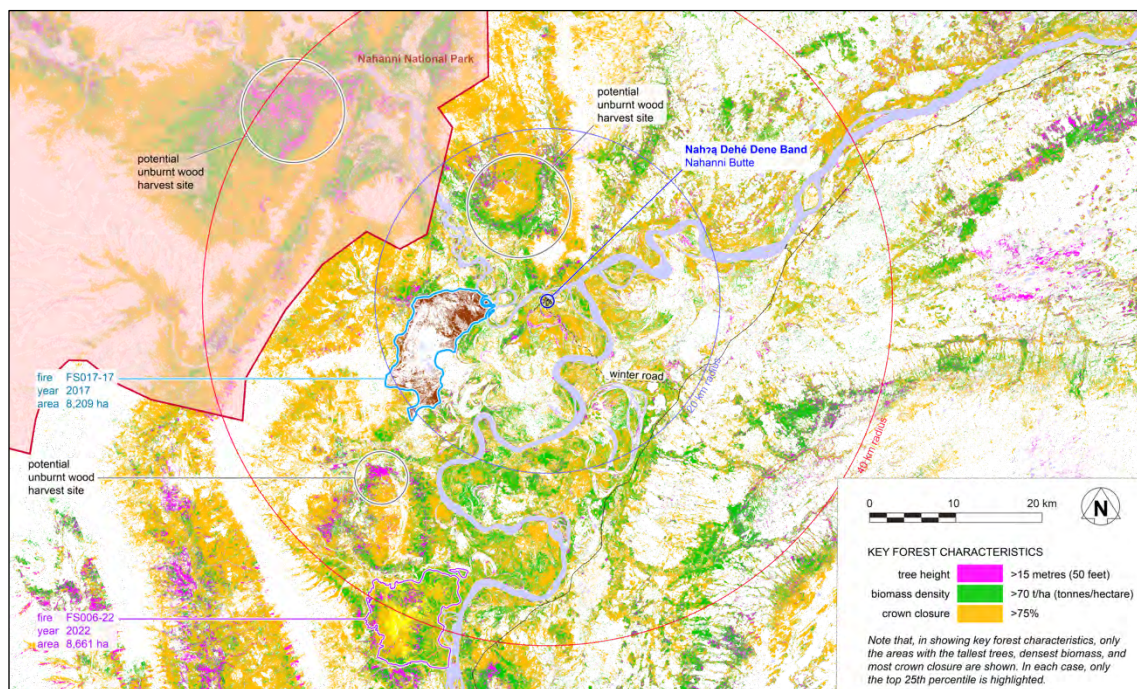 Nahanni National Park
potential
unburnt wood
harvest site
potential
unburnt wood
harvest site
Nahɂą Dehé Dene Band
Nahanni Butte
winter road
20 km radius
40 km radius
fire FS017-17
year 2017
area 8,209 ha
potential
unburnt wood
harvest site
fire FS006-22
year 2022
area 8,661 ha
0 10 20 km
N
KEY FOREST CHARACTERISTICS
tree height >15 metres (50 feet)
biomass density >70 t/ha (tonnes/hectare)
crown closure >75%
Note that, in showing key forest characteristics, only
the areas with the tallest trees, densest biomass, and
most crown closure are shown. In each case, only
the top 25th percentile is highlighted.